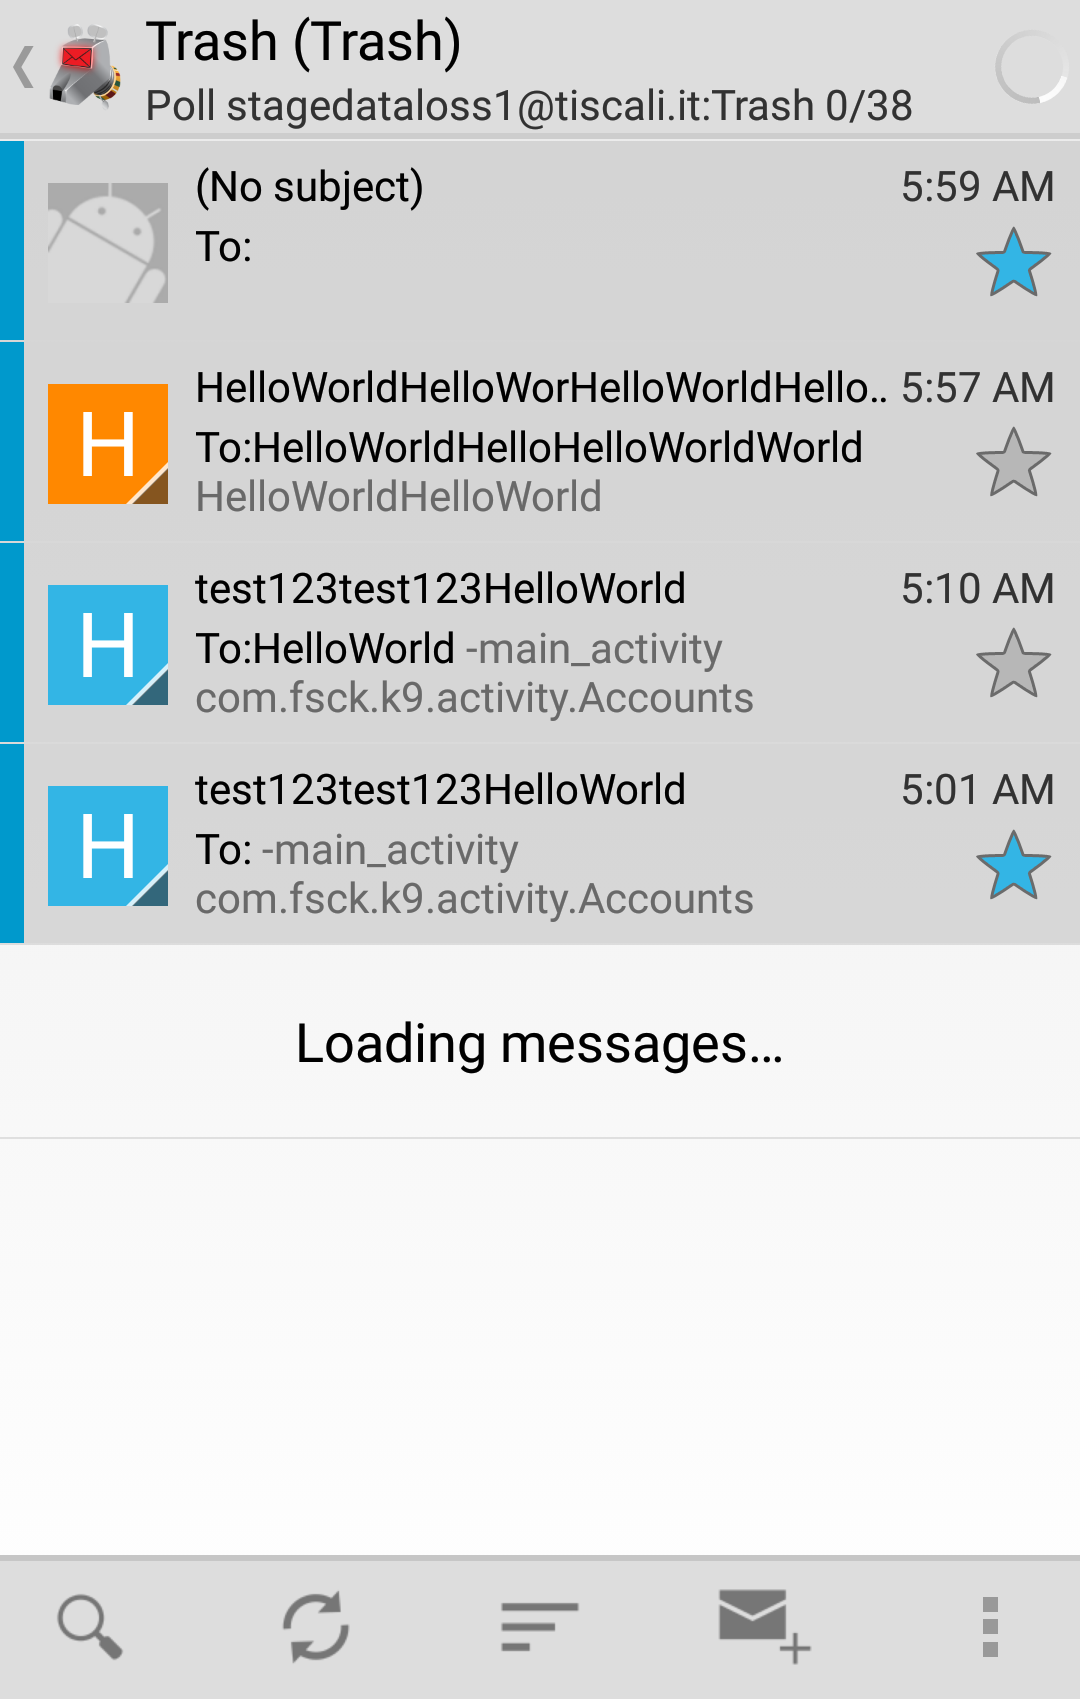 Trash (Trash)
Poll stagedataloss1@tiscali.it:Trash 0/38
(No subject) 5:59 AM
To:
HelloWorldHelloWorHelloWorldHello.. 5:57 AM
H
To:HelloWorldHelloHelloWorldWorld
HelloWorldHelloWorld
test123test123HelloWorld 5:10 AM
H
To:HelloWorld -main_activity
com.fsck.k9.activity.Accounts
test123test123HelloWorld 5:01 AM
H
To: -main_activity
com.fsck.k9.activity.Accounts
Loading messages...